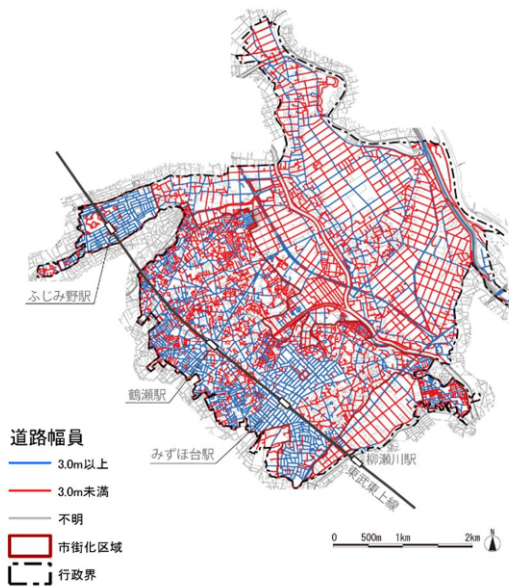 ふじみ野駅
鶴瀬駅
みずほ台駅
柳瀬川駅
東武東上線
道路幅員
3.0m以上
3.0m未満
不明
市街化区域
行政界
0 500m 1km 2km
N